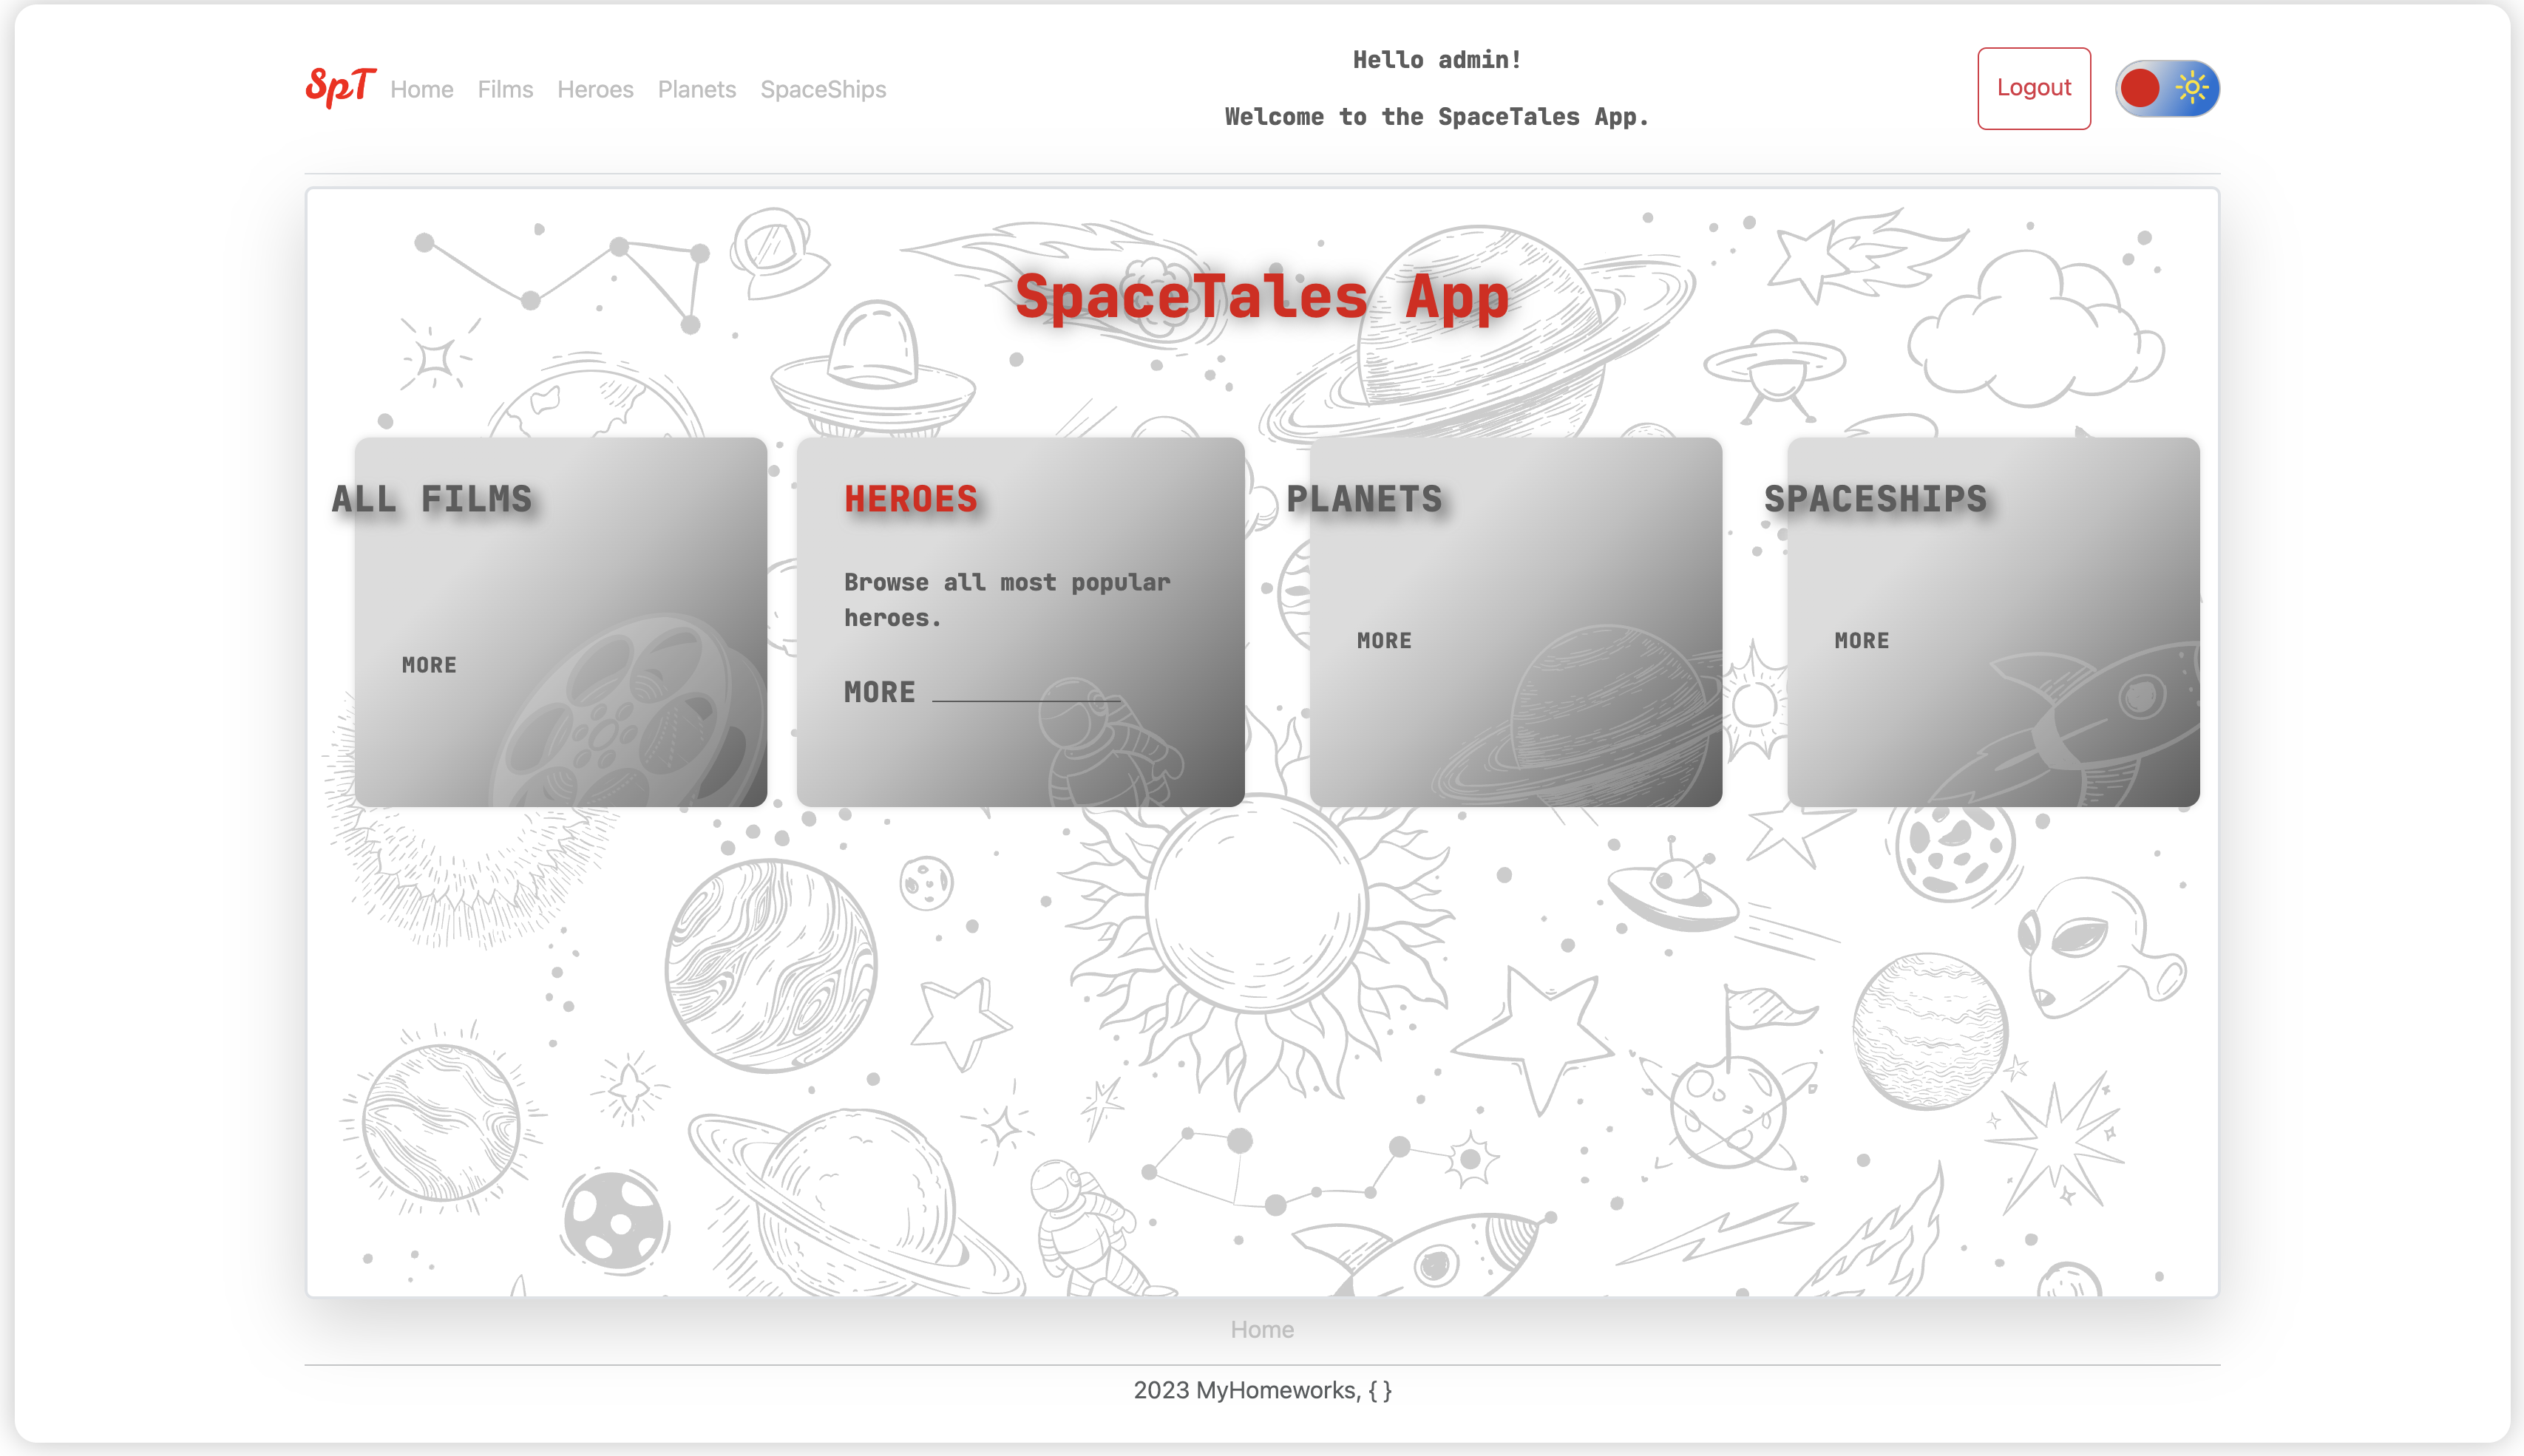 SpT Home Films Heroes Planets SpaceShips
Hello admin!
Welcome to the SpaceTales App.
Logout
SpaceTales App
ALL FILMS
MORE
HEROES
Browse all most popular
heroes.
MORE
PLANETS
MORE
SPACESHIPS
MORE
Home
2023 MyHomeworks, { }